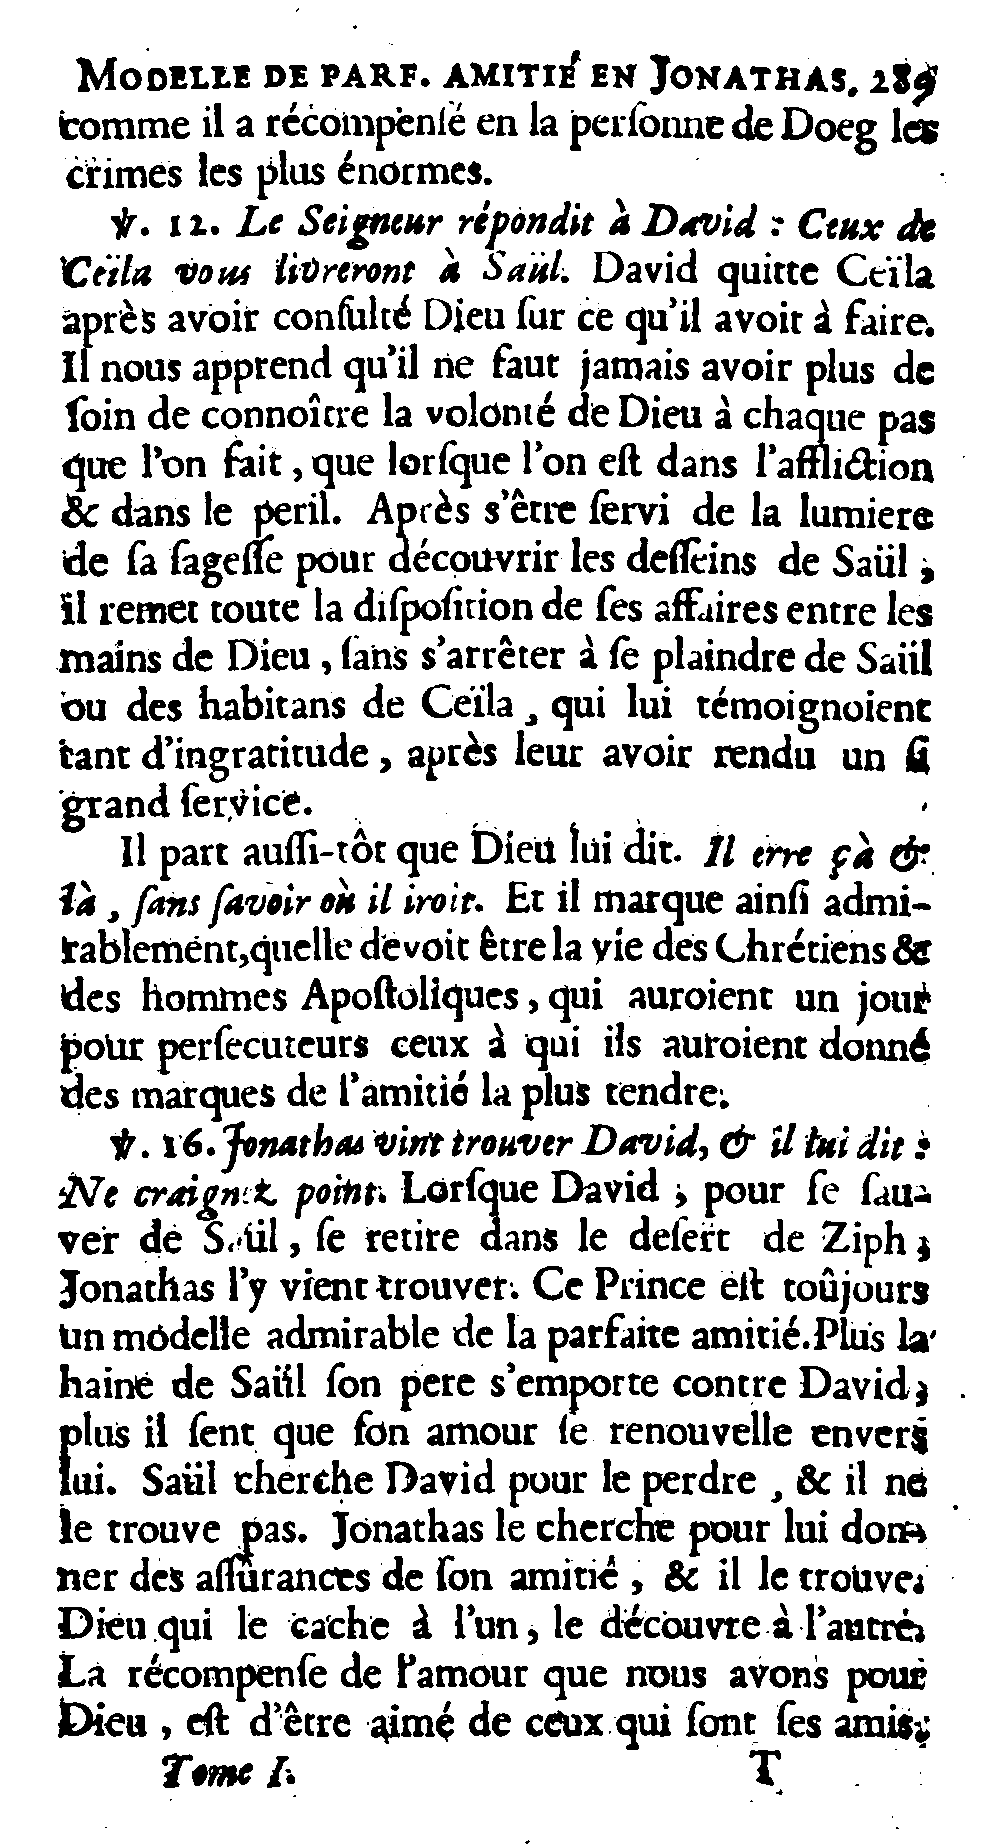 MODELLE DE PARF. AMITIÉ EN JONATHAS. 289
comme il a récompenſé en la perſonne de Doeg les
crimes les plus énormes.
℣. 12. Le Seigneur répondit à David : Ceux de
Ceïla vous livreront à Saül. David quitte Ceïla
après avoir conſulté Dieu ſur ce qu'il avoit à faire.
Il nous apprend qu'il ne faut jamais avoir plus de
ſoin de connoître la volonté de Dieu à chaque pas
que l'on fait, que lorſque l'on eſt dans l'affliction
& dans le peril. Après s'être ſervi de la lumiere
de ſa ſageſſe pour découvrir les deſſeins de Saül,
il remet toute la diſpoſition de ſes affaires entre les
mains de Dieu, ſans s'arrêter à ſe plaindre de Saül
ou des habitans de Ceïla, qui lui témoignoient
tant d'ingratitude, après leur avoir rendu un ſi
grand ſervice.
Il part auſſi-tôt que Dieu lui dit. Il erre çà &
là, ſans ſavoir où il iroit. Et il marque ainſi admi-
rablement, quelle devoit être la vie des Chrétiens &
des hommes Apoſtoliques, qui auroient un jour
pour perſecuteurs ceux à qui ils auroient donné
des marques de l'amitié la plus tendre.
℣. 16. Jonathas vint trouver David, & il lui dit :
Ne craignez point. Lorſque David, pour ſe ſau-
ver de Saül, ſe retire dans le deſert de Ziph,
Jonathas l'y vient trouver. Ce Prince eſt toûjours
un modelle admirable de la parfaite amitié. Plus la
haine de Saül ſon pere s'emporte contre David,
plus il ſent que ſon amour ſe renouvelle envers
lui. Saül cherche David pour le perdre, & il ne
le trouve pas. Jonathas le cherche pour lui don-
ner des aſſûrances de ſon amitié, & il le trouve.
Dieu qui le cache à l'un, le découvre à l'autre.
La récompenſe de l'amour que nous avons pour
Dieu, eſt d'être aimé de ceux qui ſont ſes amis.
Tome I. T